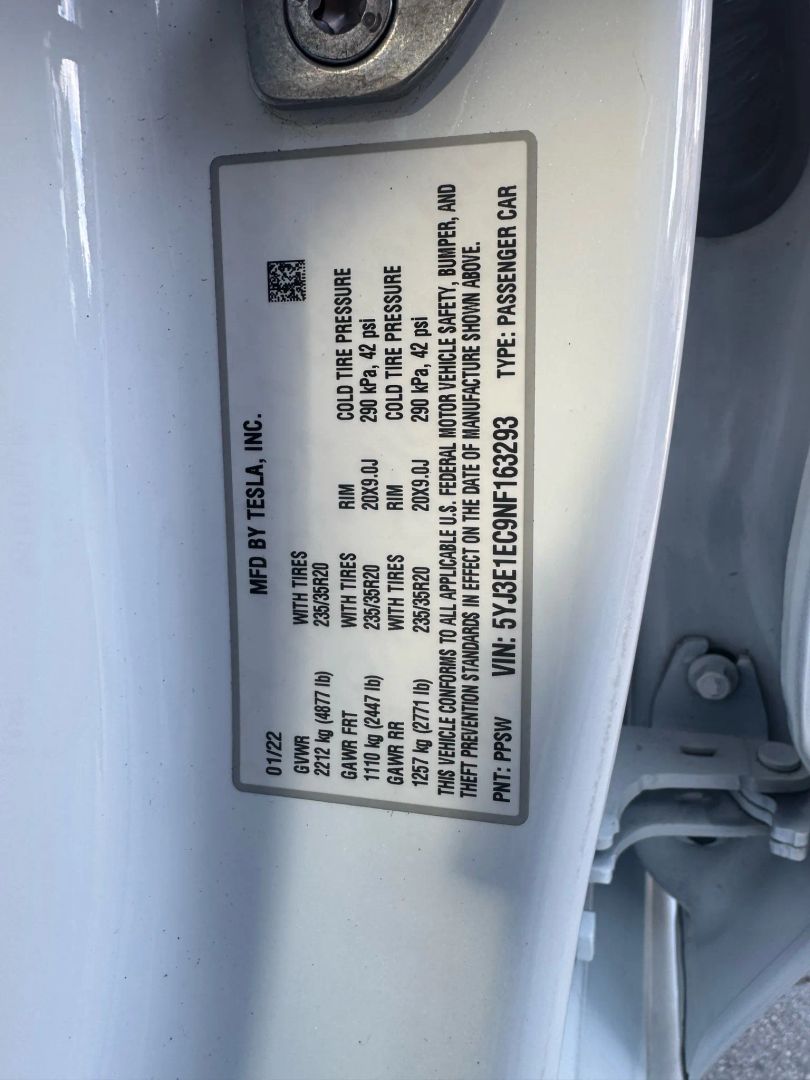 MFD BY TESLA, INC.
01/22
GVWR WITH TIRES
2212 kg (4877 lb) 235/35R20
GAWR FRT WITH TIRES RIM COLD TIRE PRESSURE
1110 kg (2447 lb) 235/35R20 20X9.0J 290 kPa, 42 psi
GAWR RR WITH TIRES RIM COLD TIRE PRESSURE
1257 kg (2771 lb) 235/35R20 20X9.0J 290 kPa, 42 psi
THIS VEHICLE CONFORMS TO ALL APPLICABLE U.S. FEDERAL MOTOR VEHICLE SAFETY, BUMPER, AND
THEFT PREVENTION STANDARDS IN EFFECT ON THE DATE OF MANUFACTURE SHOWN ABOVE.
PNT: PPSW VIN: 5YJ3E1EC9NF163293 TYPE: PASSENGER CAR